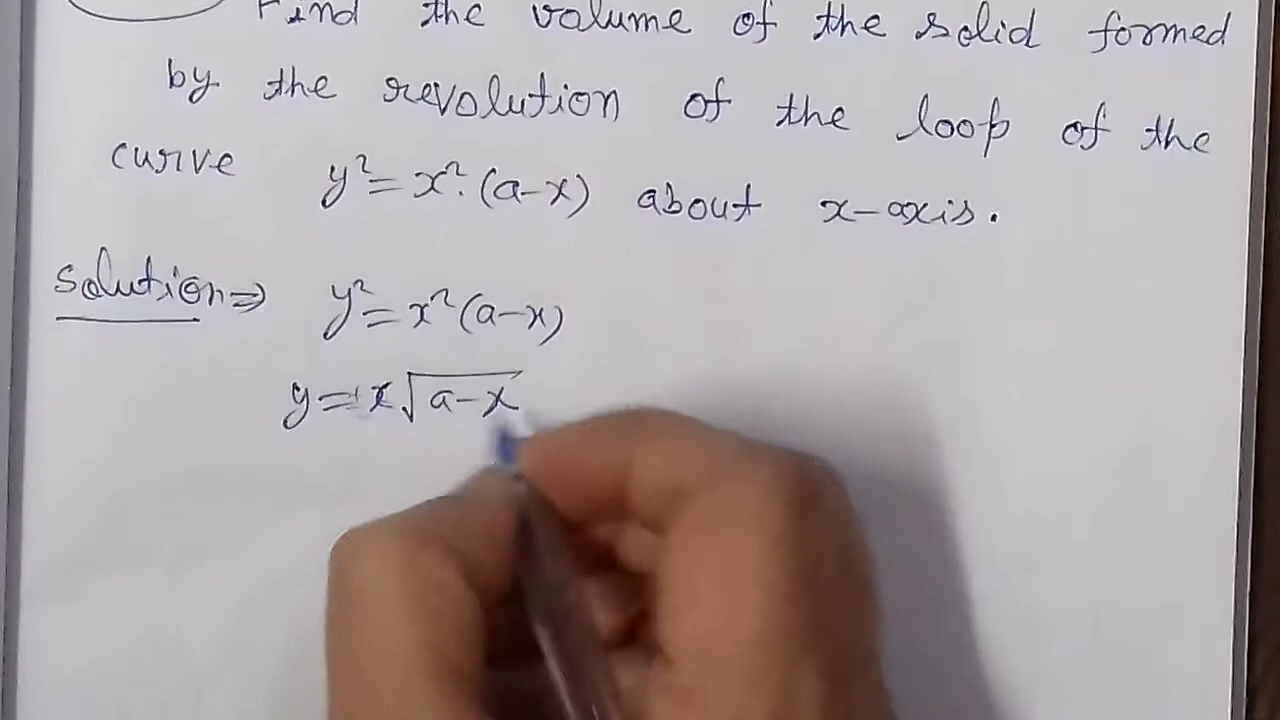 Find the volume of the solid formed
by the revolution of the loop of the
curve y² = x².(a-x) about x-axis.
Solution⇒ y² = x²(a-x)
y = x√a-x